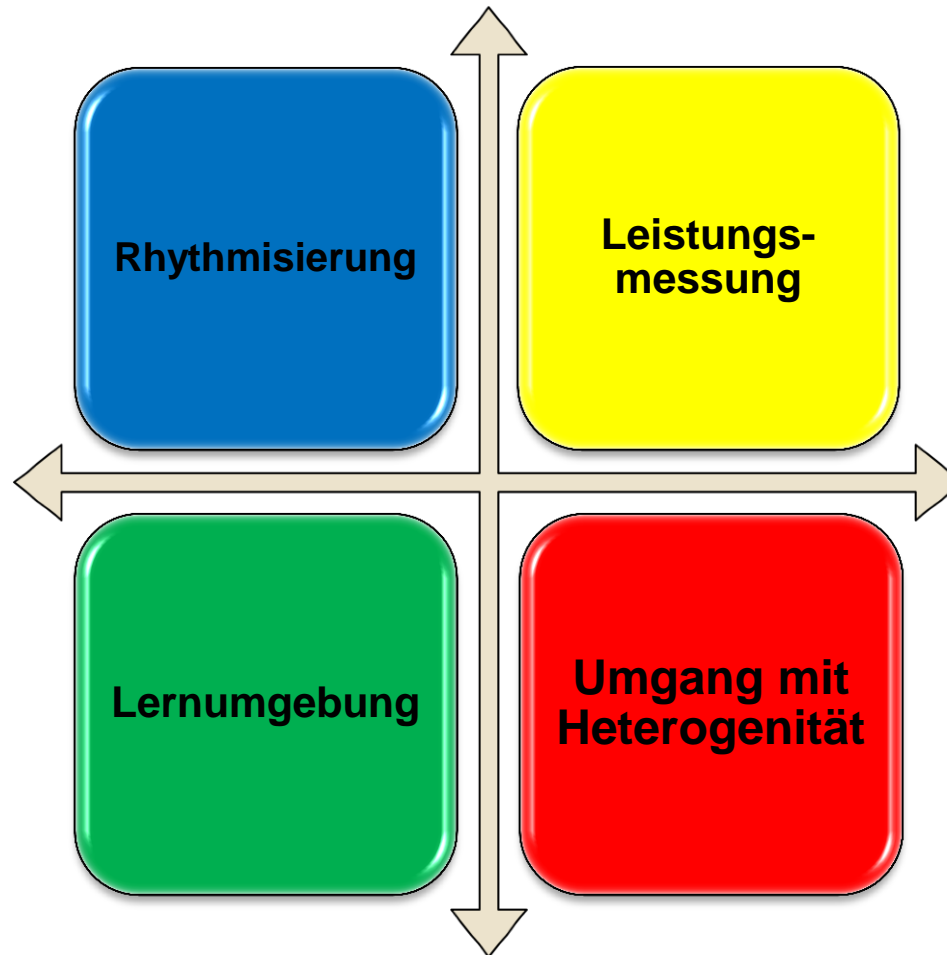 Rhythmisierung
Leistungs-
messung
Lernumgebung
Umgang mit
Heterogenität